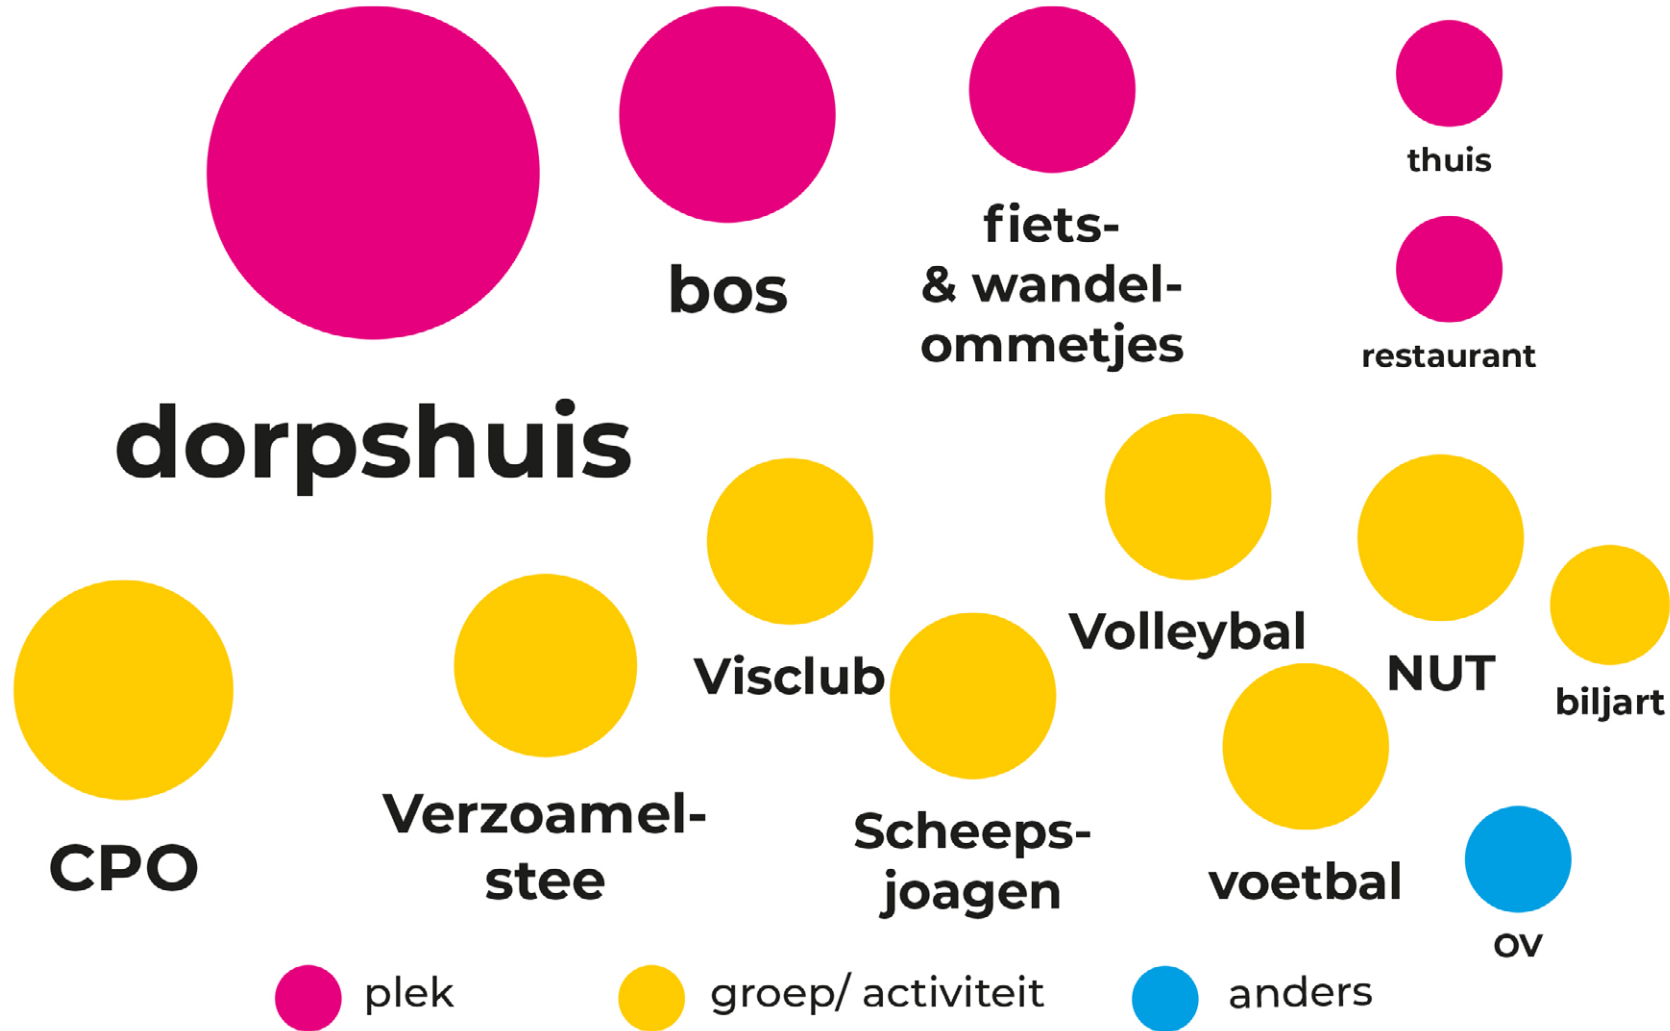 thuis
fiets-
& wandel-
ommetjes
bos
restaurant
dorpshuis
Volleybal
Visclub
NUT
biljart
Verzoamel-
stee
Scheeps-
joagen
CPO
voetbal
ov
plek
groep/ activiteit
anders